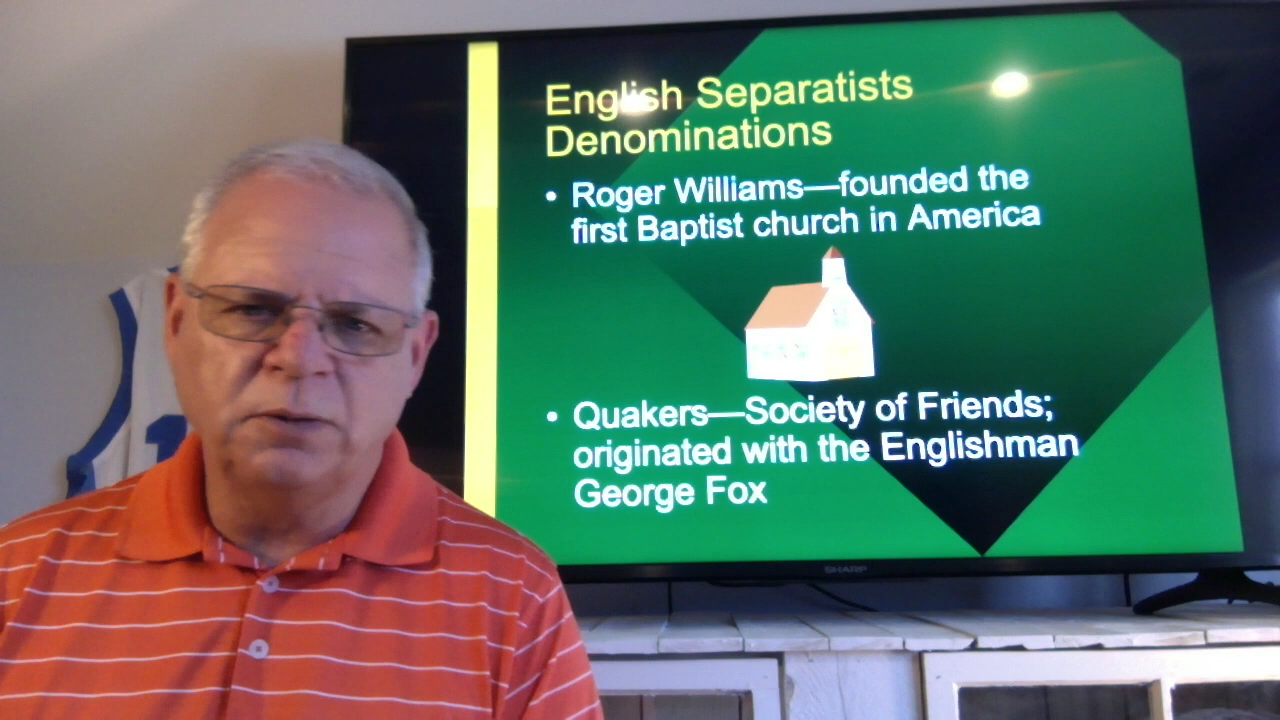 English Separatists
Denominations
• Roger Williams—founded the
first Baptist church in America
• Quakers—Society of Friends;
originated with the Englishman
George Fox
SHARP
1